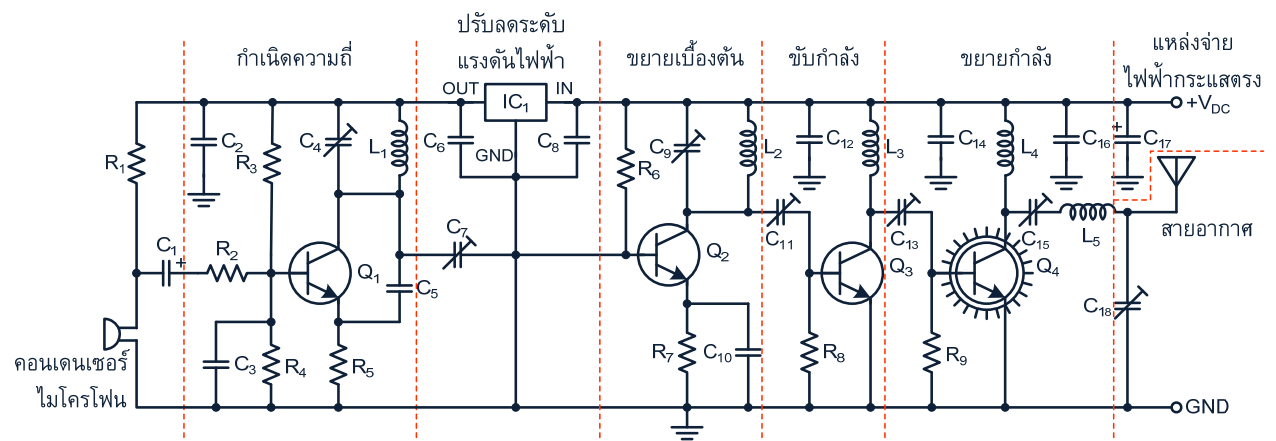 กำเนิดความถี่
ปรับลดระดับ
แรงดันไฟฟ้า
ขยายเบื้องต้น
ขับกำลัง
ขยายกำลัง
แหล่งจ่าย
ไฟฟ้ากระแสตรง
OUT
IC1
IN
GND
+VDC
R1
C1
+
C2
R2
R3
C3
R4
C4
L1
Q1
C5
R5
C6
C7
C8
R6
C9
L2
Q2
R7
C10
C11
C12
L3
Q3
R8
C13
C14
L4
Q4
R9
C15
L5
C16
+
C17
C18
สายอากาศ
คอนเดนเซอร์
ไมโครโฟน
GND